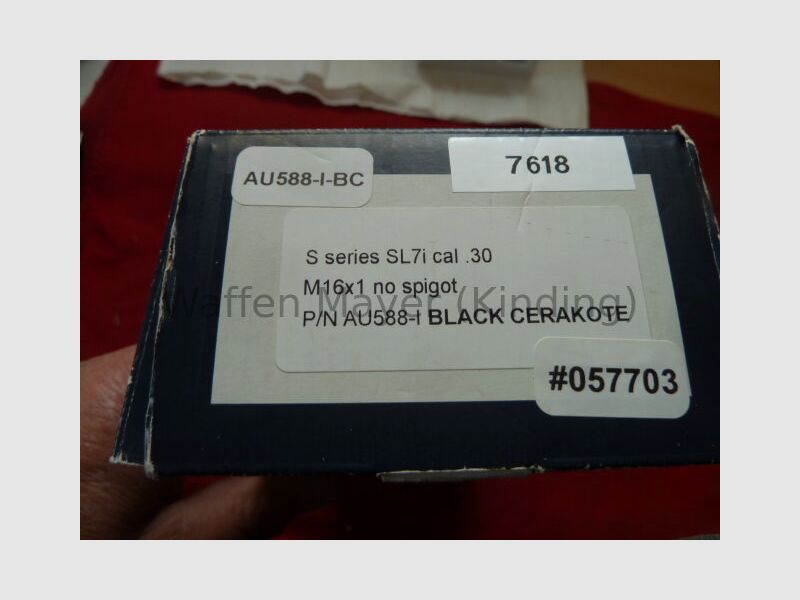 AU588-I-BC
7618
S series SL7i cal .30
M16x1 no spigot
Waffen Mayer (Kinding)
P/N AU588-I BLACK CERAKOTE
#057703